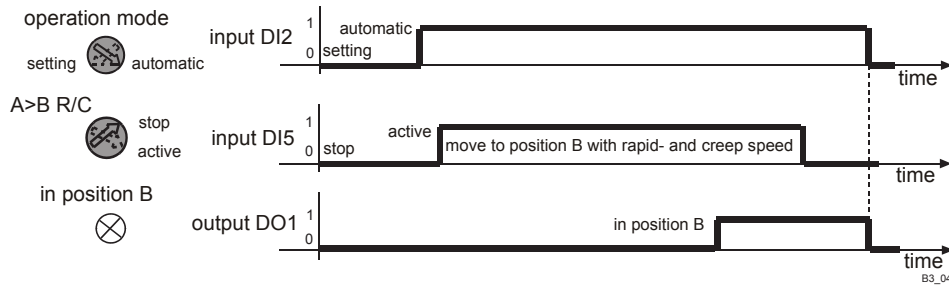 operation mode
setting automatic
input DI2
1
0
automatic
setting
time
A>B R/C
stop
active
input DI5
1
0
active
stop
move to position B with rapid- and creep speed
time
in position B
output DO1
1
0
in position B
time
B3_04